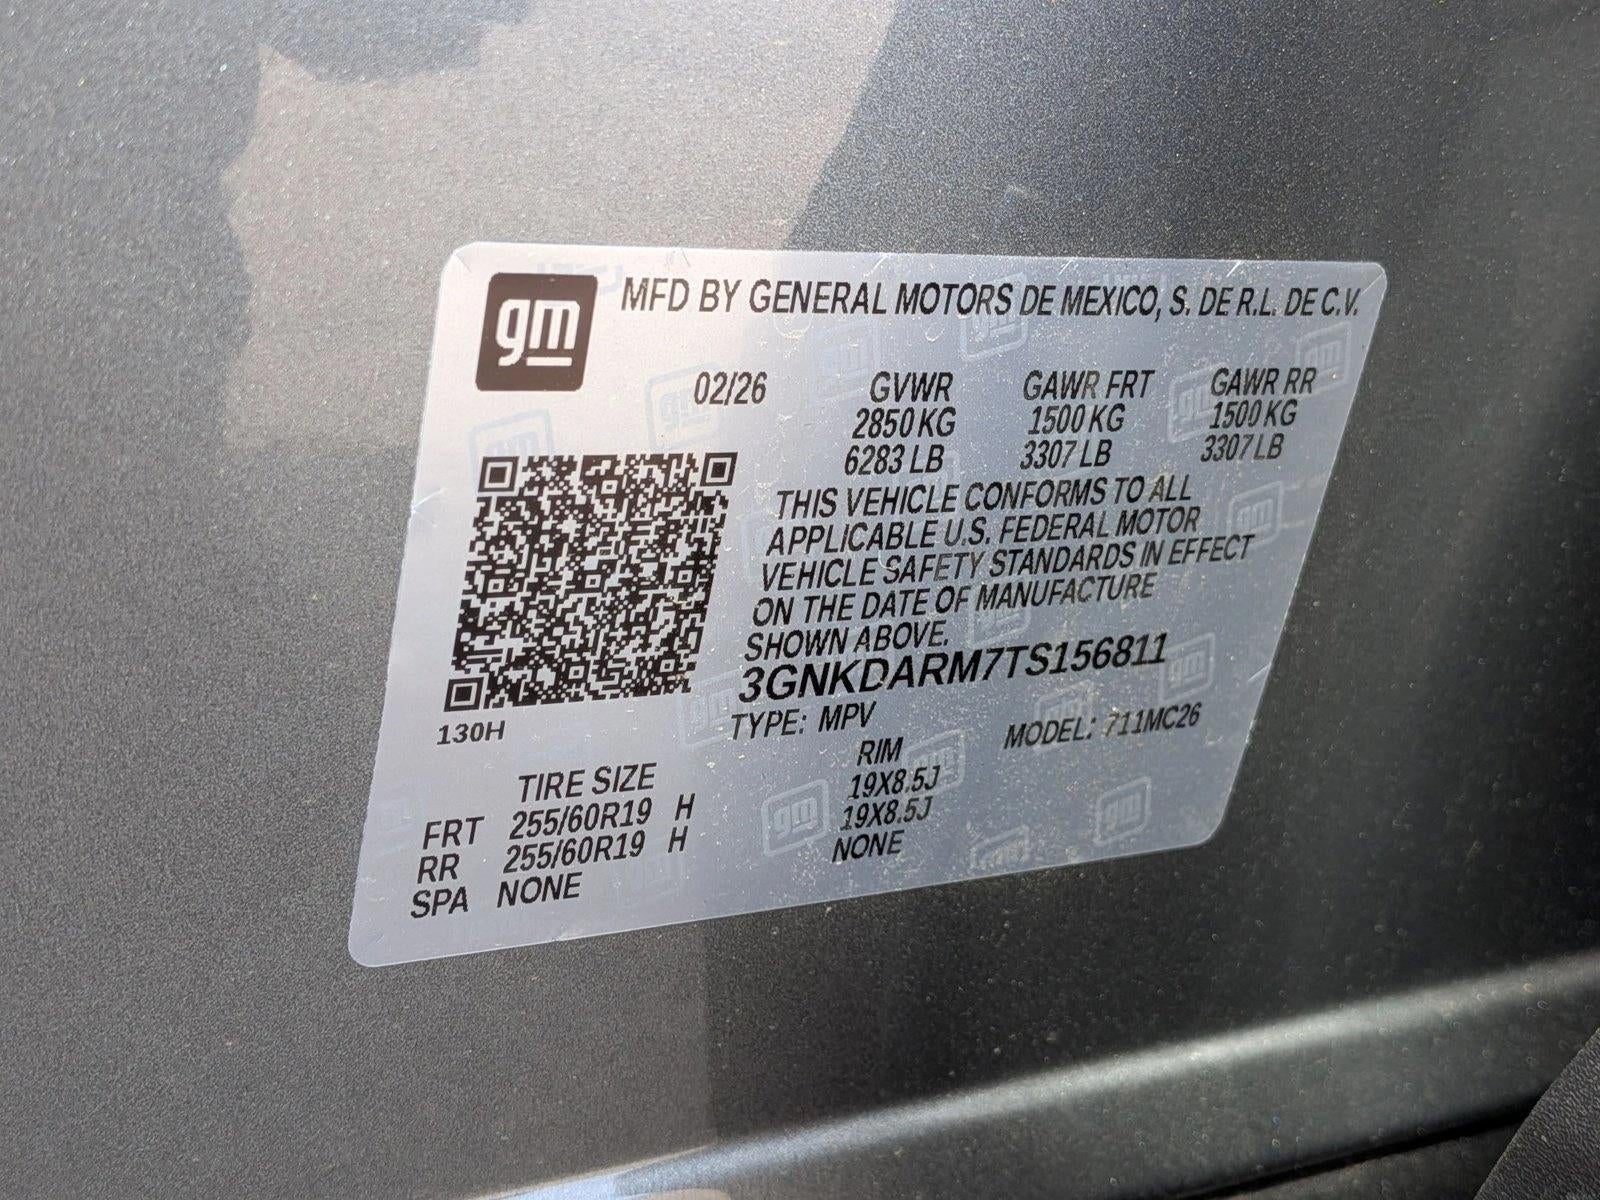 gm
MFD BY GENERAL MOTORS DE MEXICO, S. DE R.L. DE C.V.
02/26 GVWR GAWR FRT GAWR RR
2850 KG 1500 KG 1500 KG
6283 LB 3307 LB 3307 LB
THIS VEHICLE CONFORMS TO ALL
APPLICABLE U.S. FEDERAL MOTOR
VEHICLE SAFETY STANDARDS IN EFFECT
ON THE DATE OF MANUFACTURE
SHOWN ABOVE.
3GNKDARM7TS156811
130H
TYPE: MPV MODEL: 711MC26
TIRE SIZE RIM
FRT 255/60R19 H 19X8.5J
RR 255/60R19 H 19X8.5J
SPA NONE NONE